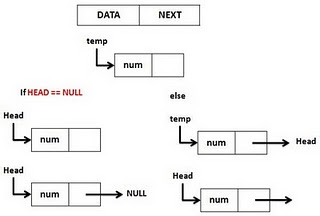 DATA NEXT
temp
num
If HEAD == NULL
else
Head
num
temp
num Head
Head
num NULL
Head
num